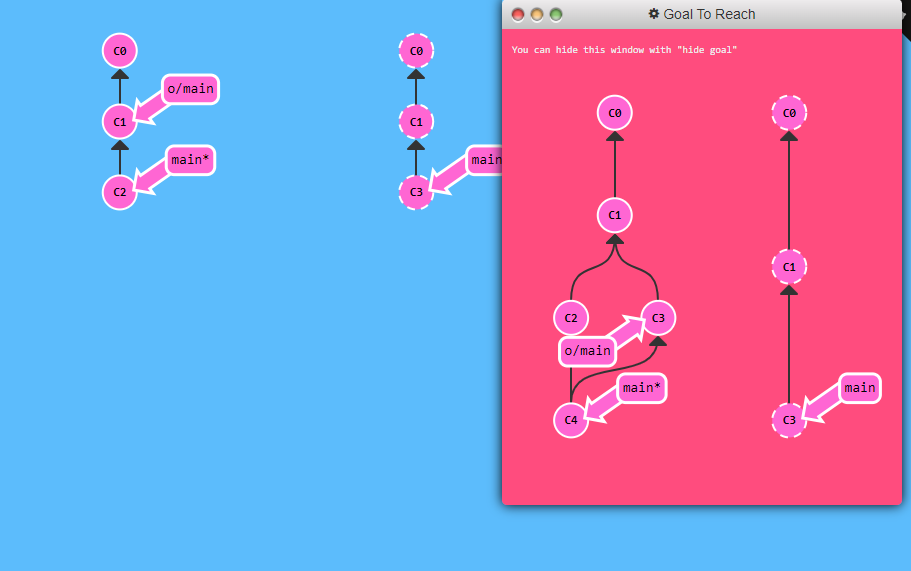 C0
o/main
C1
main*
C2
C0
C1
main
C3
Goal To Reach
You can hide this window with "hide goal"
C0
C1
C2
C3
o/main
main*
C4
C0
C1
main
C3